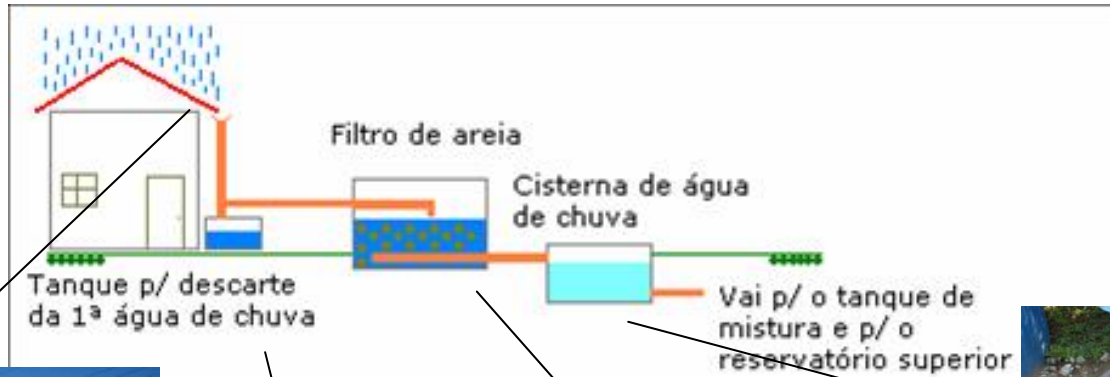 Filtro de areia
Cisterna de água
de chuva
Tanque p/ descarte
da 1ª água de chuva
Vai p/ o tanque de
mistura e p/ o
reservatório superior